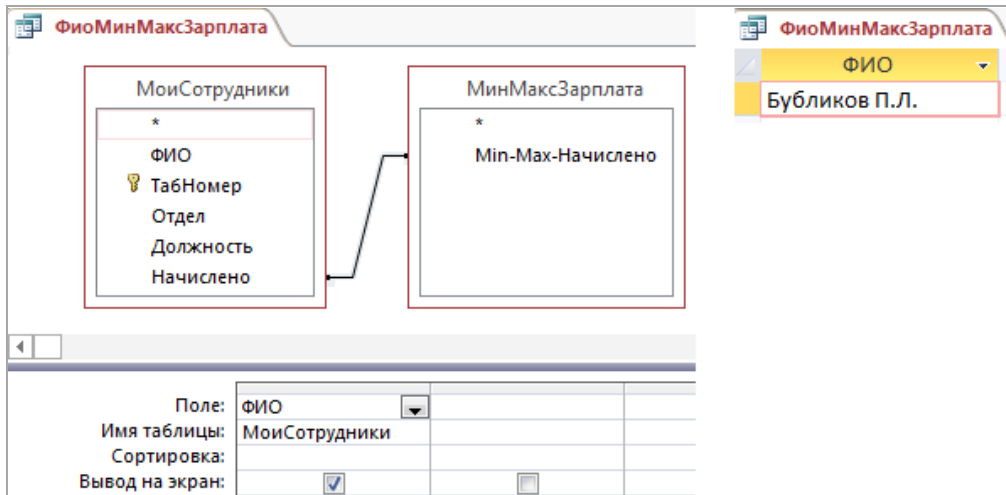 ФиоМинМаксЗарплата
МоиСотрудники
*
ФИО
ТабНомер
Отдел
Должность
Начислено
МинМаксЗарплата
*
Min-Max-Начислено
ФиоМинМаксЗарплата
ФИО
Бубликов П.Л.
Поле: ФИО
Имя таблицы: МоиСотрудники
Сортировка:
Вывод на экран: